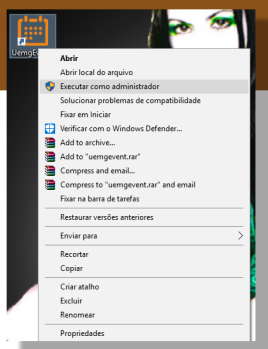 Abrir
Abrir local do arquivo
Executar como administrador
Solucionar problemas de compatibilidade
Fixar em Iniciar
Verificar com o Windows Defender...
Add to archive...
Add to "uemgevent.rar"
Compress and email...
Compress to "uemgevent.rar" and email
Fixar na barra de tarefas
Restaurar versões anteriores
Enviar para
Recortar
Copiar
Criar atalho
Excluir
Renomear
Propriedades